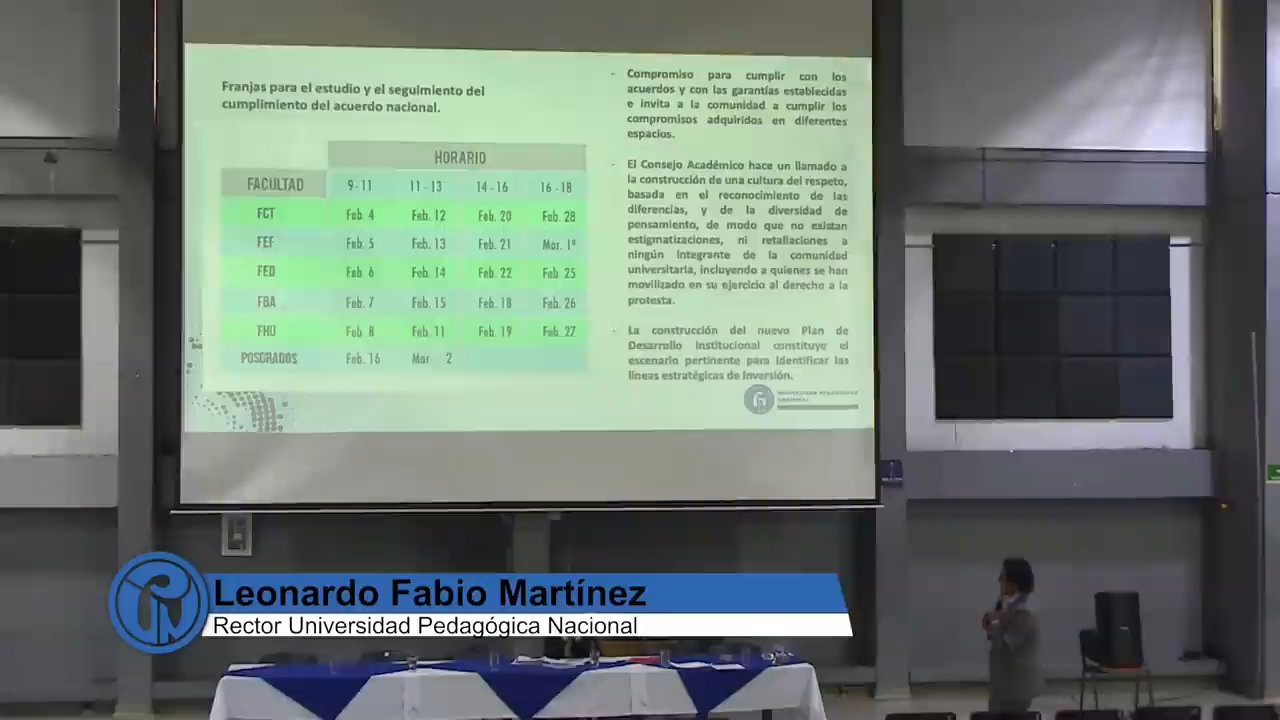 Franjas para el estudio y el seguimiento del
cumplimiento del acuerdo nacional.
HORARIO
FACULTAD 9-11 11-13 14-16 16-18
FCT Feb. 4 Feb. 12 Feb. 20 Feb. 28
FEF Feb. 5 Feb. 13 Feb. 21 Mar. 1º
FED Feb. 6 Feb. 14 Feb. 22 Feb 25
FBA Feb. 7 Feb. 15 Feb. 18 Feb. 26
FHU Feb. 8 Feb. 11 Feb. 19 Feb. 27
POSGRADOS Feb. 16 Mar 2
- Compromiso para cumplir con los
acuerdos y con las garantías establecidas
e invita a la comunidad a cumplir los
compromisos adquiridos en diferentes
espacios.
- El Consejo Académico hace un llamado a
la construcción de una cultura del respeto,
basada en el reconocimiento de las
diferencias, y de la diversidad de
pensamiento, de modo que no existan
estigmatizaciones, ni retaliaciones a
ningún integrante de la comunidad
universitaria, incluyendo a quienes se han
movilizado en su ejercicio al derecho a la
protesta.
- La construcción del nuevo Plan de
Desarrollo Institucional constituye el
escenario pertinente para identificar las
líneas estratégicas de inversión.
UNIVERSIDAD PEDAGÓGICA
NACIONAL
Leonardo Fabio Martínez
Rector Universidad Pedagógica Nacional